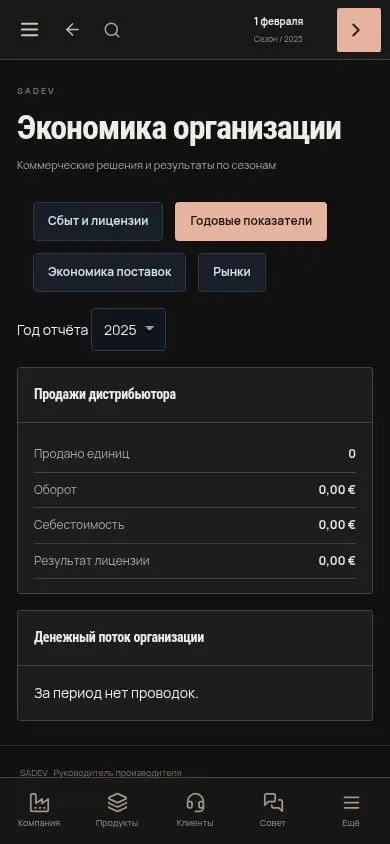 1 февраля
Сезон / 2025
SADEV
Экономика организации
Коммерческие решения и результаты по сезонам
Сбыт и лицензии
Годовые показатели
Экономика поставок
Рынки
Год отчёта 2025
Продажи дистрибьютора
Продано единиц 0
Оборот 0,00 €
Себестоимость 0,00 €
Результат лицензии 0,00 €
Денежный поток организации
За период нет проводок.
SADEV · Руководитель производителя
Компания
Продукты
Клиенты
Совет
Ещё